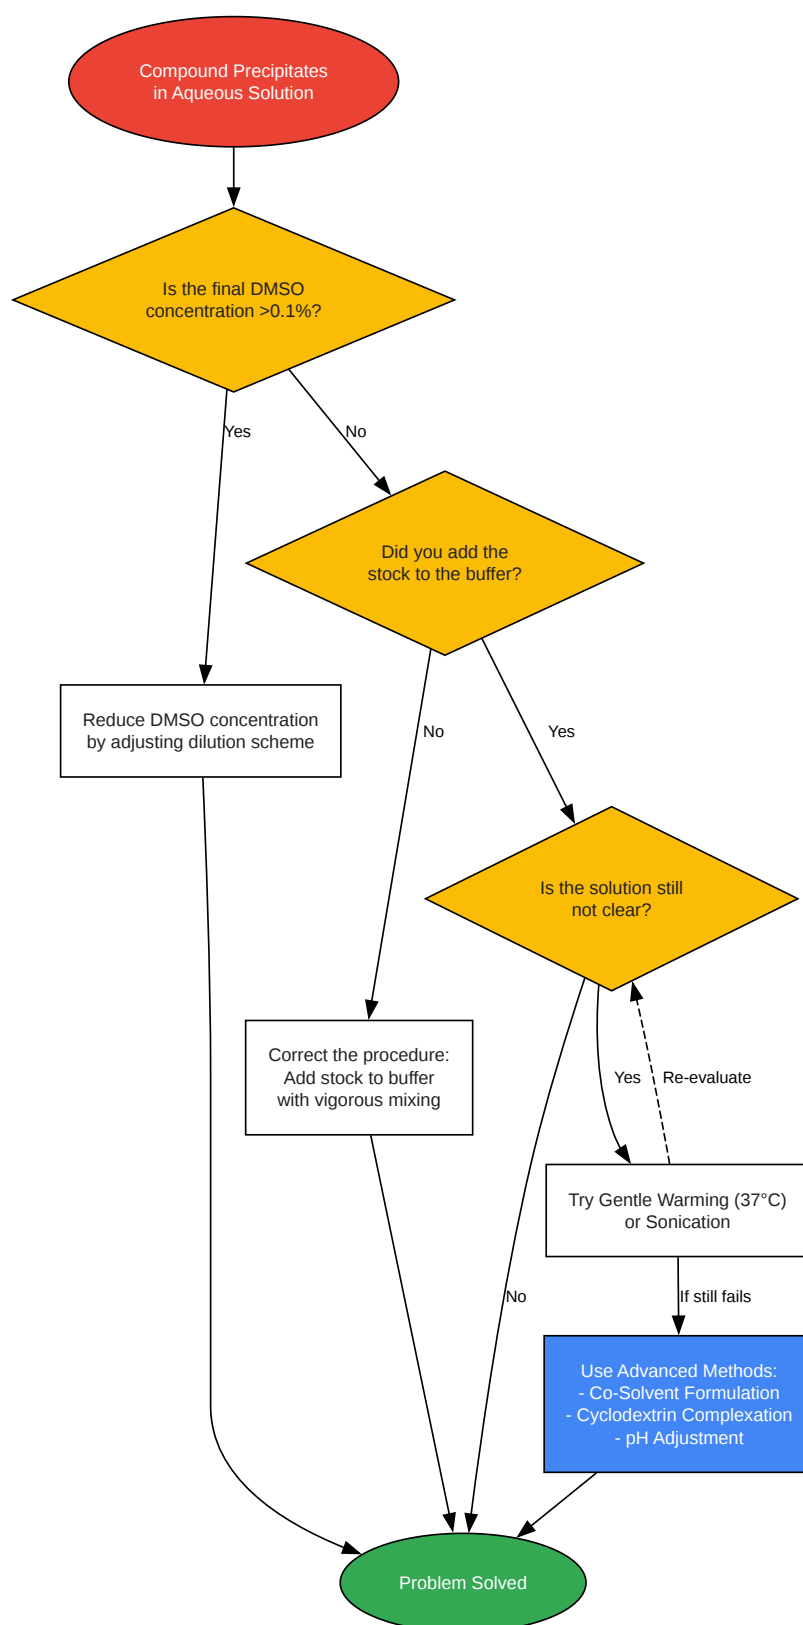 Compound Precipitates
in Aqueous Solution
Is the final DMSO
concentration >0.1%?
Yes
No
Did you add the
stock to the buffer?
Reduce DMSO concentration
by adjusting dilution scheme
No
Yes
Is the solution still
not clear?
Correct the procedure:
Add stock to buffer
with vigorous mixing
Yes
Re-evaluate
Try Gentle Warming (37°C)
or Sonication
No
If still fails
Use Advanced Methods:
- Co-Solvent Formulation
- Cyclodextrin Complexation
- pH Adjustment
Problem Solved